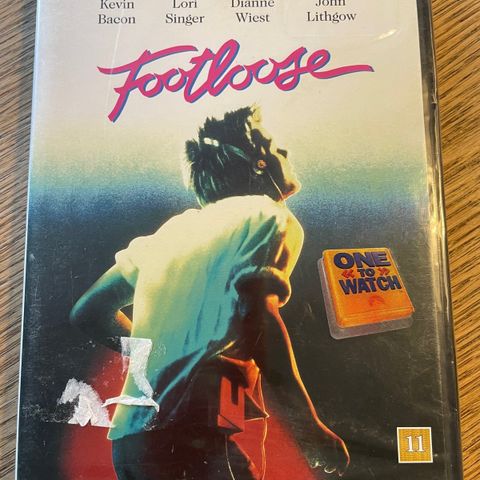 Kevin Lori Dianne John
Bacon Singer Wiest Lithgow
Footloose
ONE
« TO »
WATCH
11